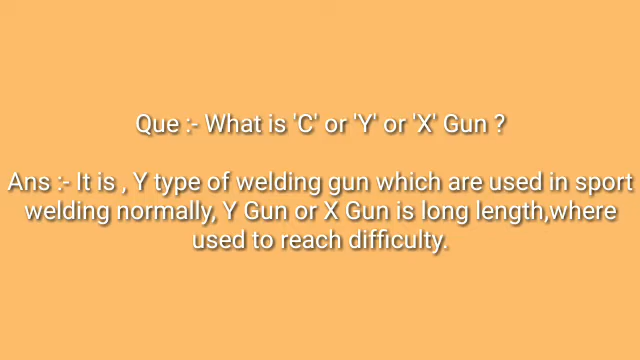 Que :- What is 'C' or 'Y' or 'X' Gun ?
Ans :- It is , Y type of welding gun which are used in sport
welding normally, Y Gun or X Gun is long length,where
used to reach difficulty.